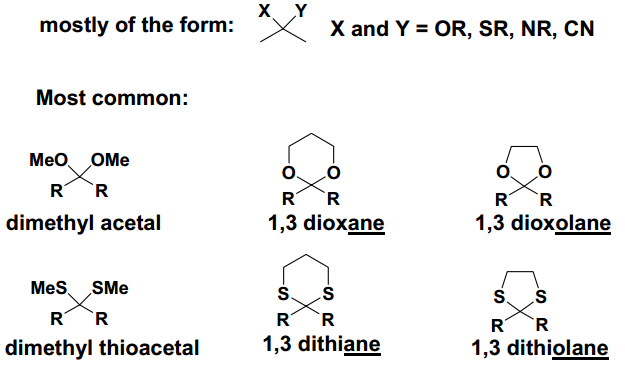 X Y
mostly of the form: X and Y = OR, SR, NR, CN
Most common:
MeO OMe
R R
O O
R R
O O
R R
dimethyl acetal
1,3 dioxane
1,3 dioxolane
MeS SMe
R R
S S
R R
S S
R R
dimethyl thioacetal
1,3 dithiane
1,3 dithiolane